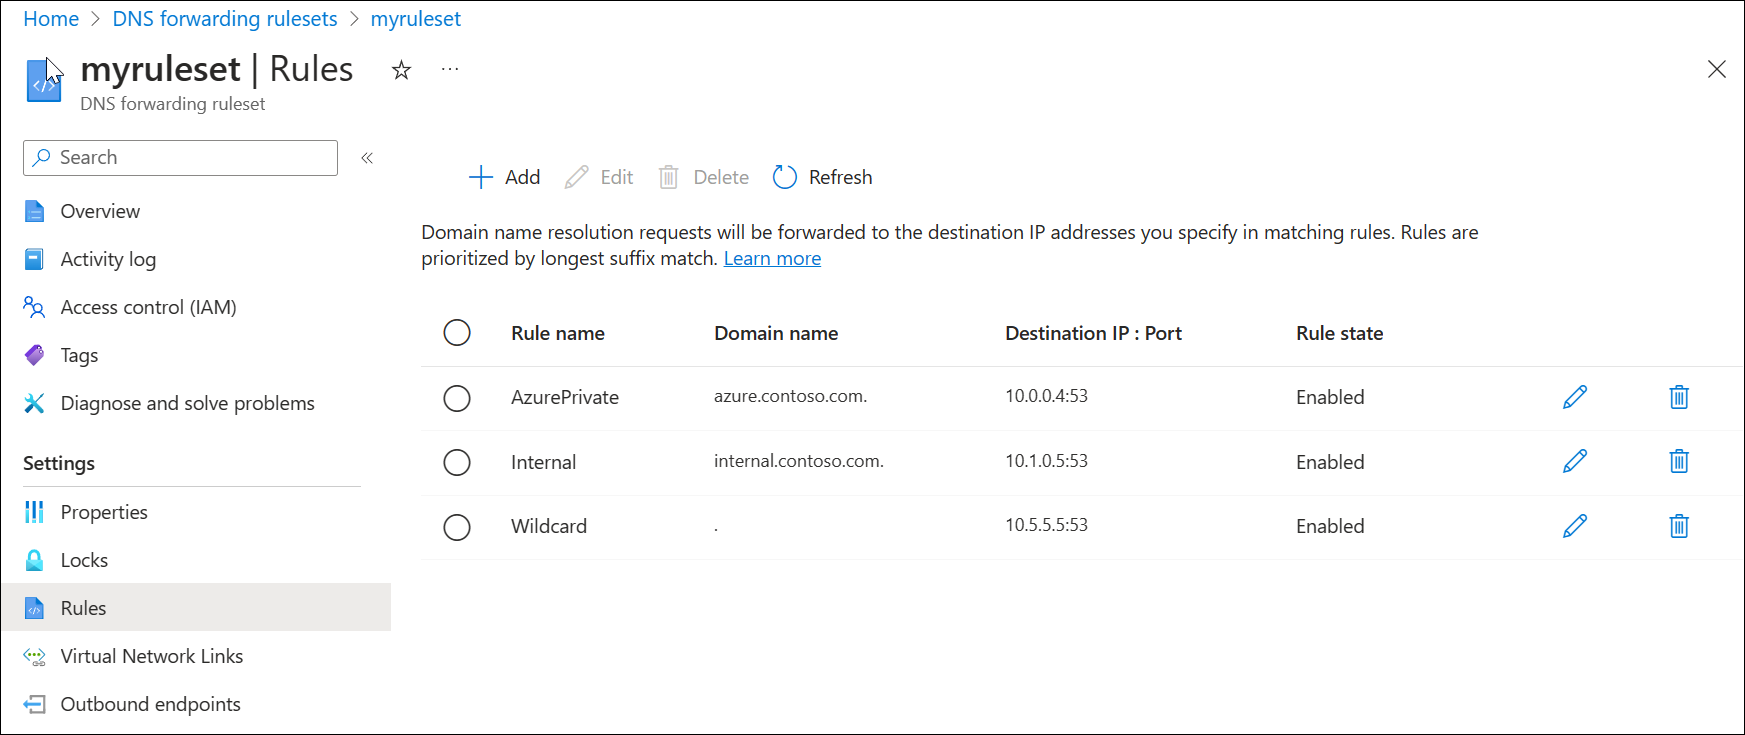 Home > DNS forwarding rulesets > myruleset
myruleset | Rules ☆ ...
DNS forwarding ruleset
Search «
Overview
Activity log
Access control (IAM)
Tags
Diagnose and solve problems
Settings
Properties
Locks
Rules
Virtual Network Links
Outbound endpoints
Add Edit Delete Refresh
Domain name resolution requests will be forwarded to the destination IP addresses you specify in matching rules. Rules are
prioritized by longest suffix match. Learn more
Rule name Domain name Destination IP : Port Rule state
AzurePrivate azure.contoso.com. 10.0.0.4:53 Enabled
Internal internal.contoso.com. 10.1.0.5:53 Enabled
Wildcard . 10.5.5.5:53 Enabled